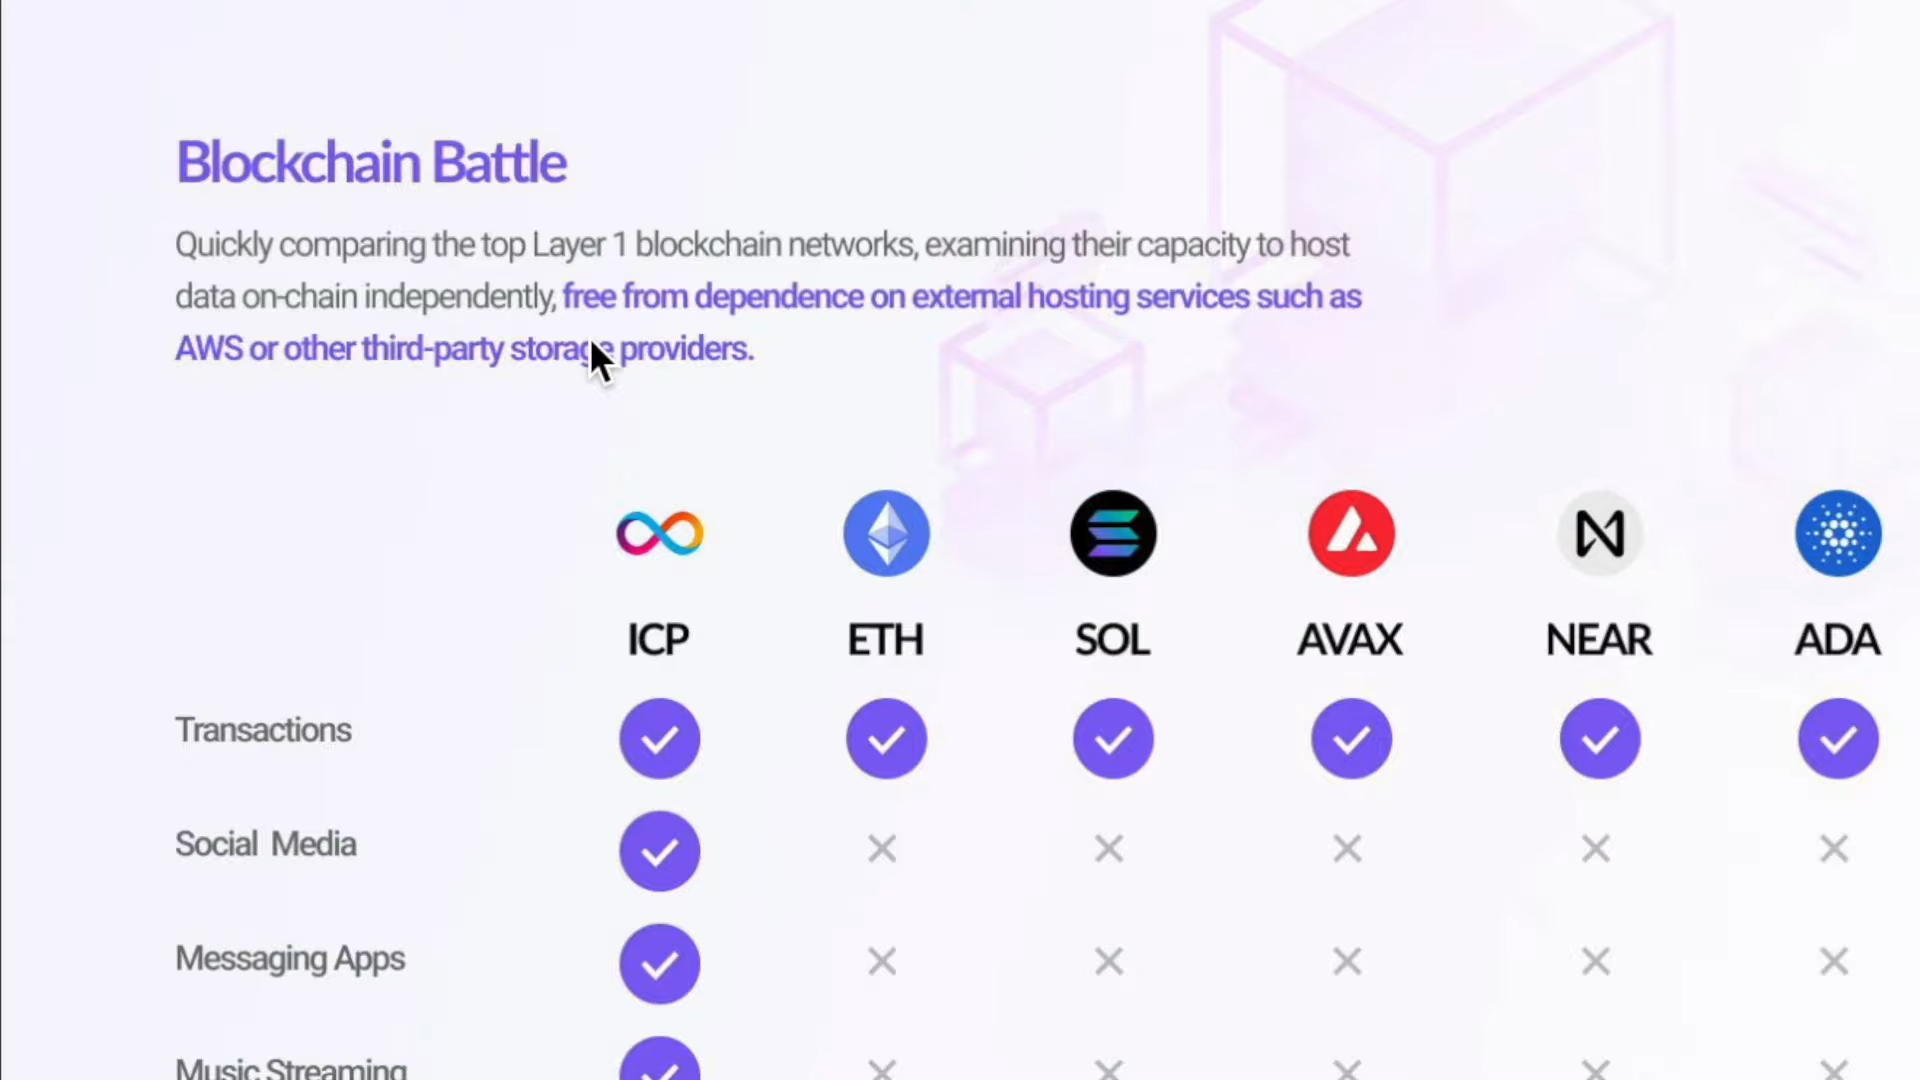 Blockchain Battle
Quickly comparing the top Layer 1 blockchain networks, examining their capacity to host
data on-chain independently, free from dependence on external hosting services such as
AWS or other third-party storage providers.
ICP ETH SOL AVAX NEAR ADA
Transactions
Social Media
Messaging Apps
Music Streaming